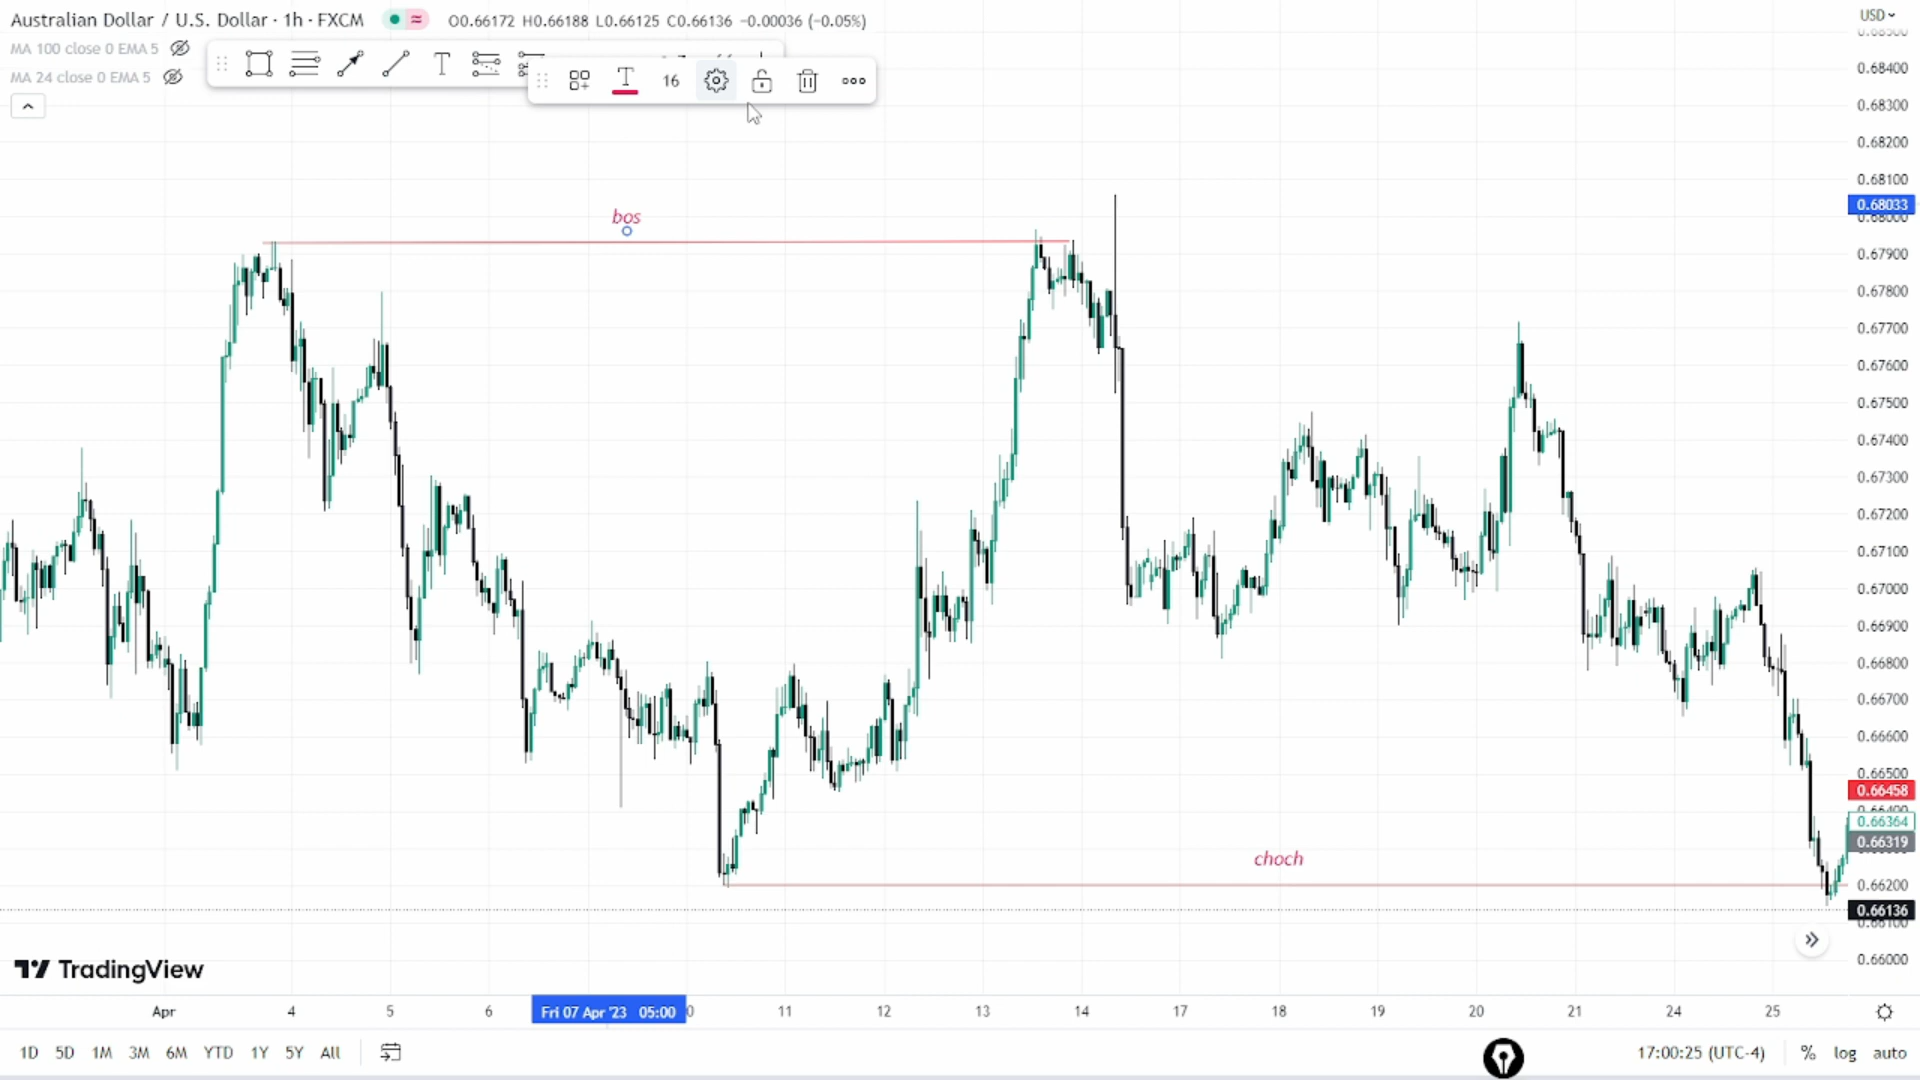 Australian Dollar / U.S. Dollar · 1h · FXCM O0.66172 H0.66188 L0.66125 C0.66136 −0.00036 (−0.05%)
USD
MA 100 close 0 EMA 5
MA 24 close 0 EMA 5
T
T 16
0.68400
0.68300
0.68200
0.68100
0.68033
0.67900
0.67800
0.67700
0.67600
0.67500
0.67400
0.67300
0.67200
0.67100
0.67000
0.66900
0.66800
0.66700
0.66600
0.66500
0.66458
0.66364
0.66319
0.66200
0.66136
0.66000
bos
choch
TradingView
Apr 4 5 6 Fri 07 Apr '23 05:00 11 12 13 14 17 18 19 20 21 24 25
1D 5D 1M 3M 6M YTD 1Y 5Y All 17:00:25 (UTC-4) % log auto